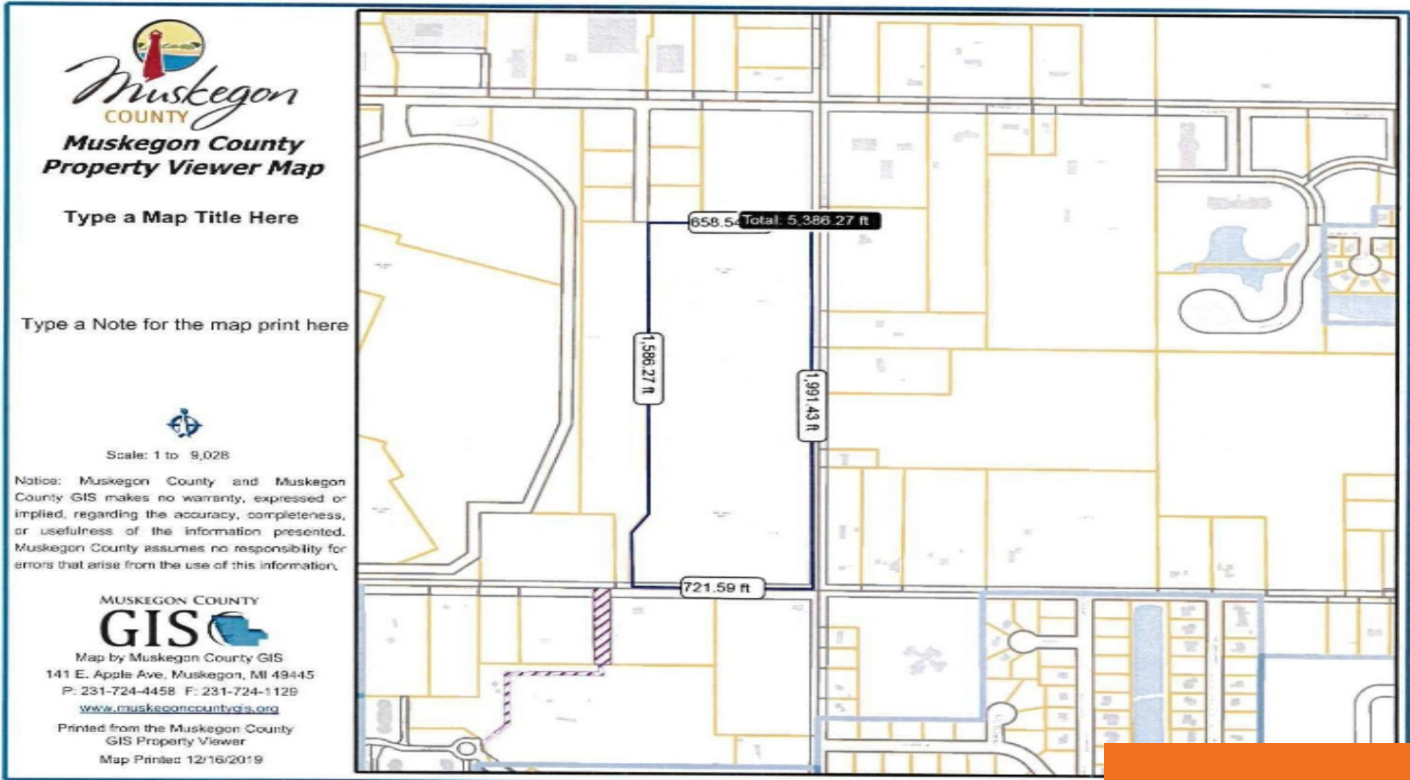 Muskegon
COUNTY
Muskegon County
Property Viewer Map
Type a Map Title Here
Type a Note for the map print here
Scale: 1 to 9,028
Notice: Muskegon County and Muskegon
County GIS makes no warranty, expressed or
implied, regarding the accuracy, completeness,
or usefulness of the information presented.
Muskegon County assumes no responsibility for
errors that arise from the use of this information.
MUSKEGON COUNTY
GIS
Map by Muskegon County GIS
141 E. Apple Ave, Muskegon, MI 49445
P: 231-724-4458 F: 231-724-1129
www.muskegoncountygis.org
Printed from the Muskegon County
GIS Property Viewer
Map Printed 12/16/2019
658.54
Total: 5,386.27 ft
1,586.27 ft
1,991.43 ft
721.59 ft